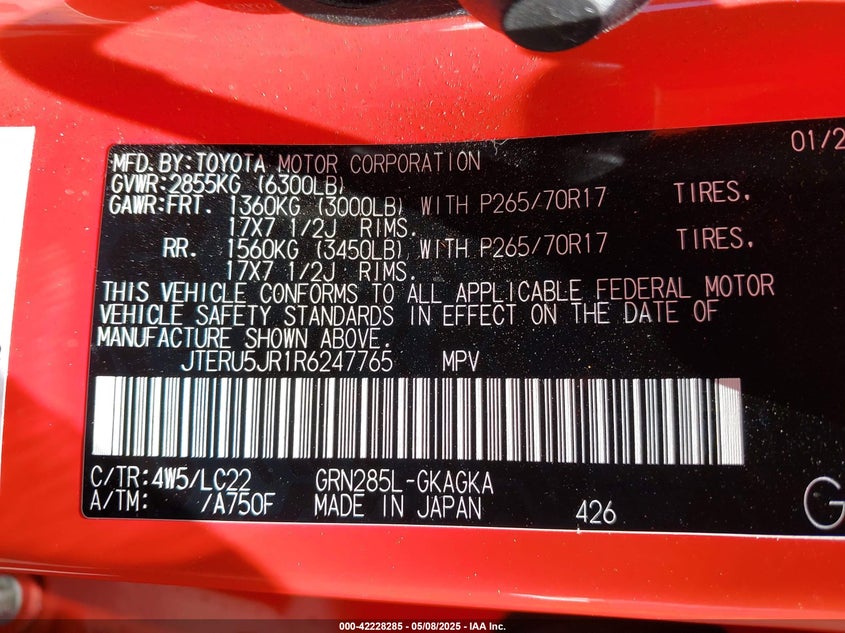 01/2
MFD. BY: TOYOTA MOTOR CORPORATION
GVWR: 2855KG (6300LB)
GAWR: FRT. 1360KG (3000LB) WITH P265/70R17 TIRES.
17X7 1/2J RIMS.
RR. 1560KG (3450LB) WITH P265/70R17 TIRES.
17X7 1/2J RIMS.
THIS VEHICLE CONFORMS TO ALL APPLICABLE FEDERAL MOTOR
VEHICLE SAFETY STANDARDS IN EFFECT ON THE DATE OF
MANUFACTURE SHOWN ABOVE.
JTERU5JR1R6247765 MPV
C/TR: 4W5/LC22 GRN285L-GKAGKA
A/TM: /A750F MADE IN JAPAN 426
G
000-42228285 - 05/08/2025 - IAA Inc.